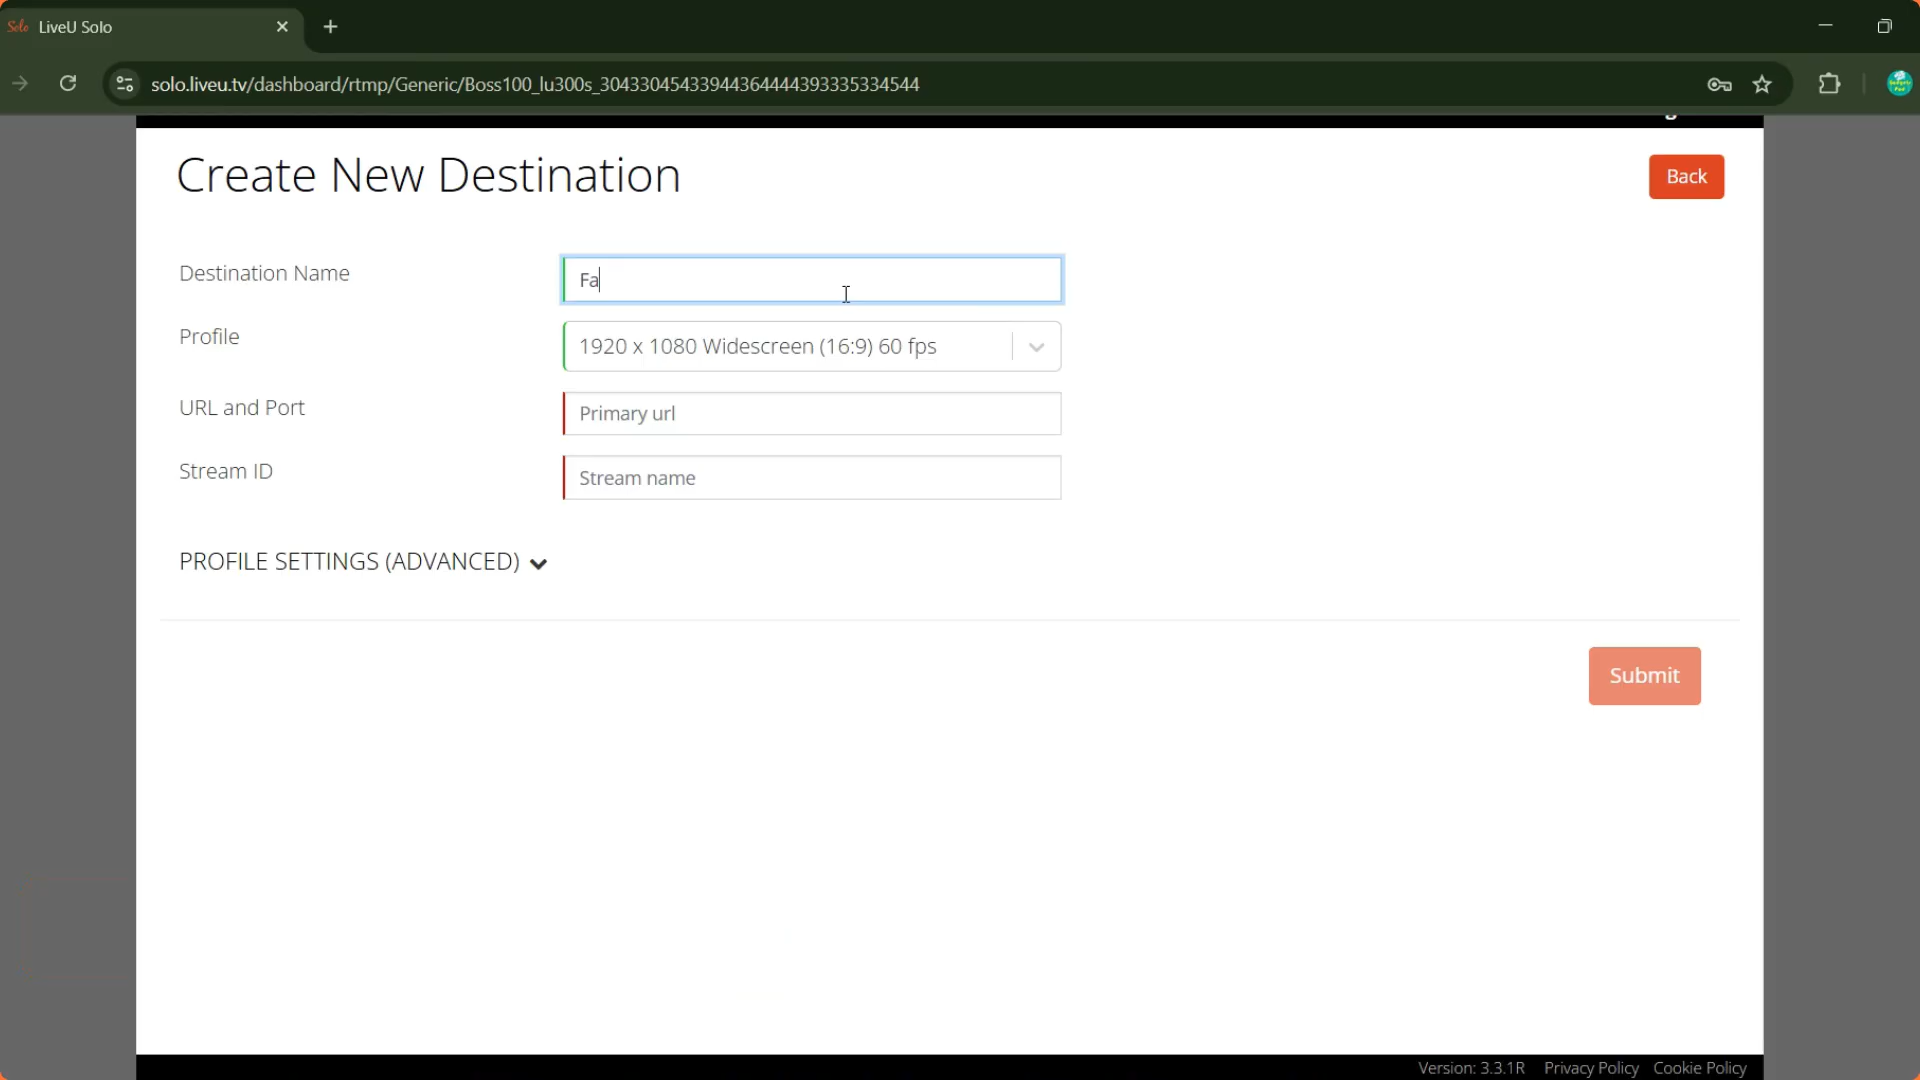 Solo LiveU Solo
solo.liveu.tv/dashboard/rtmp/Generic/Boss100_lu300s_3043304543394436444439333534544
Create New Destination
Back
Destination Name
Fa
Profile
1920 x 1080 Widescreen (16:9) 60 fps
URL and Port
Primary url
Stream ID
Stream name
PROFILE SETTINGS (ADVANCED)
Submit
Version: 3.3.1R Privacy Policy Cookie Policy